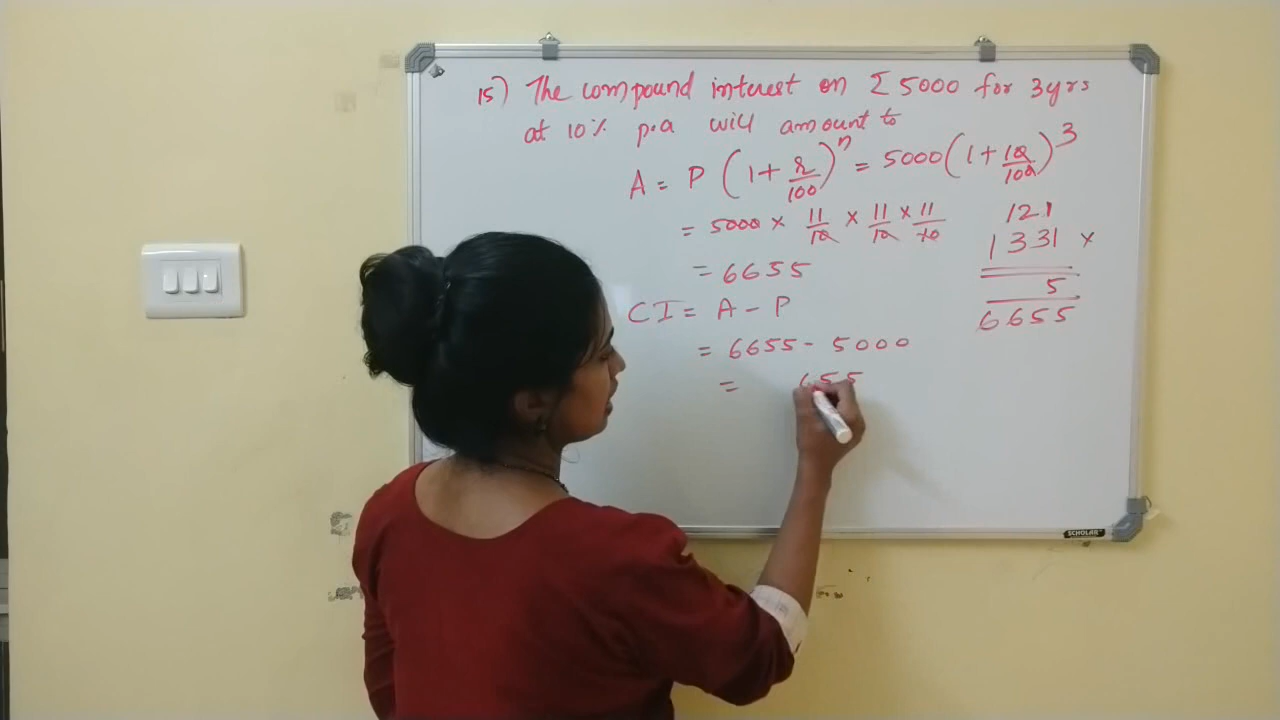 15) The compound interest on ₹ 5000 for 3yrs
at 10% p.a will amount to
A = P (1 + r/100)^n = 5000 (1 + 10/100)^3
= 5000 × 11/10 × 11/10 × 11/10
= 6655
CI = A - P
= 6655 - 5000
= 655
121
1331 ×
5
6655
SCHOLAR